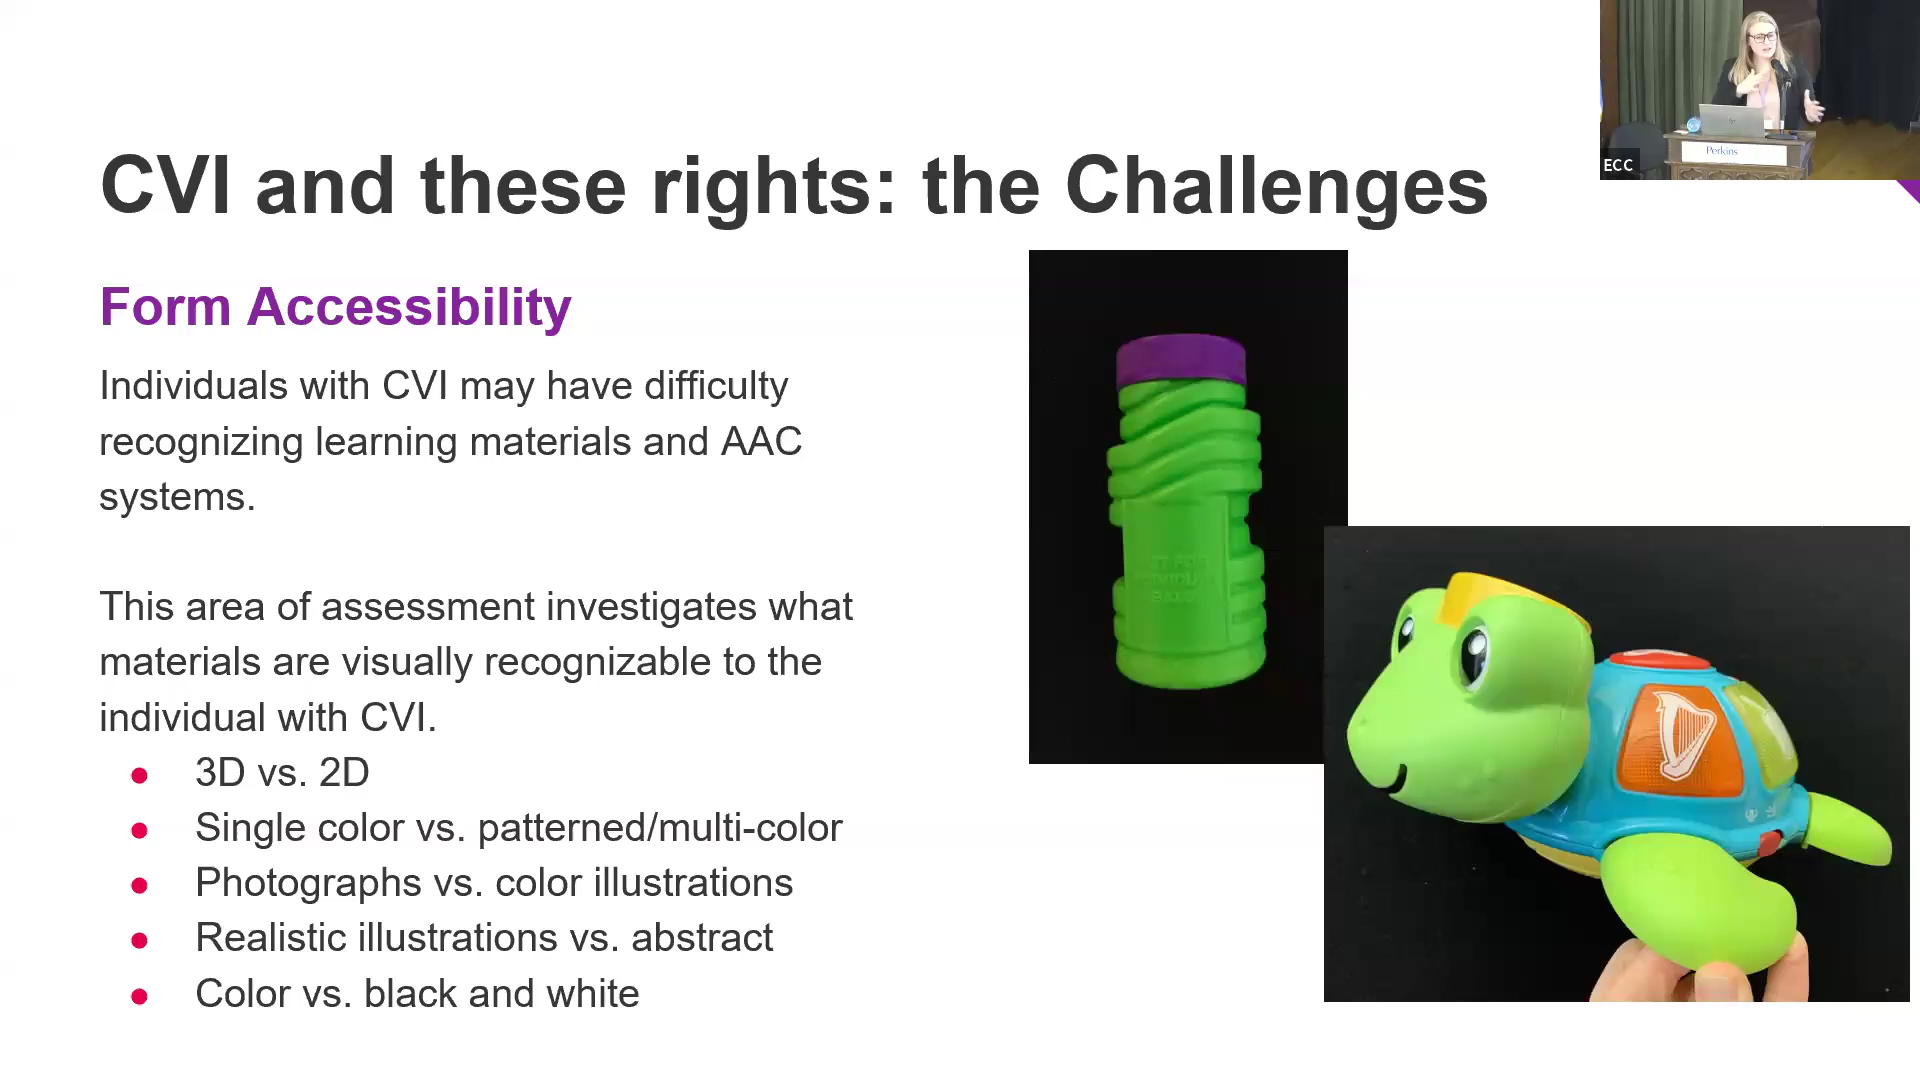 CVI and these rights: the Challenges
Form Accessibility
Individuals with CVI may have difficulty
recognizing learning materials and AAC
systems.
This area of assessment investigates what
materials are visually recognizable to the
individual with CVI.
● 3D vs. 2D
● Single color vs. patterned/multi-color
● Photographs vs. color illustrations
● Realistic illustrations vs. abstract
● Color vs. black and white
Perkins
ECC